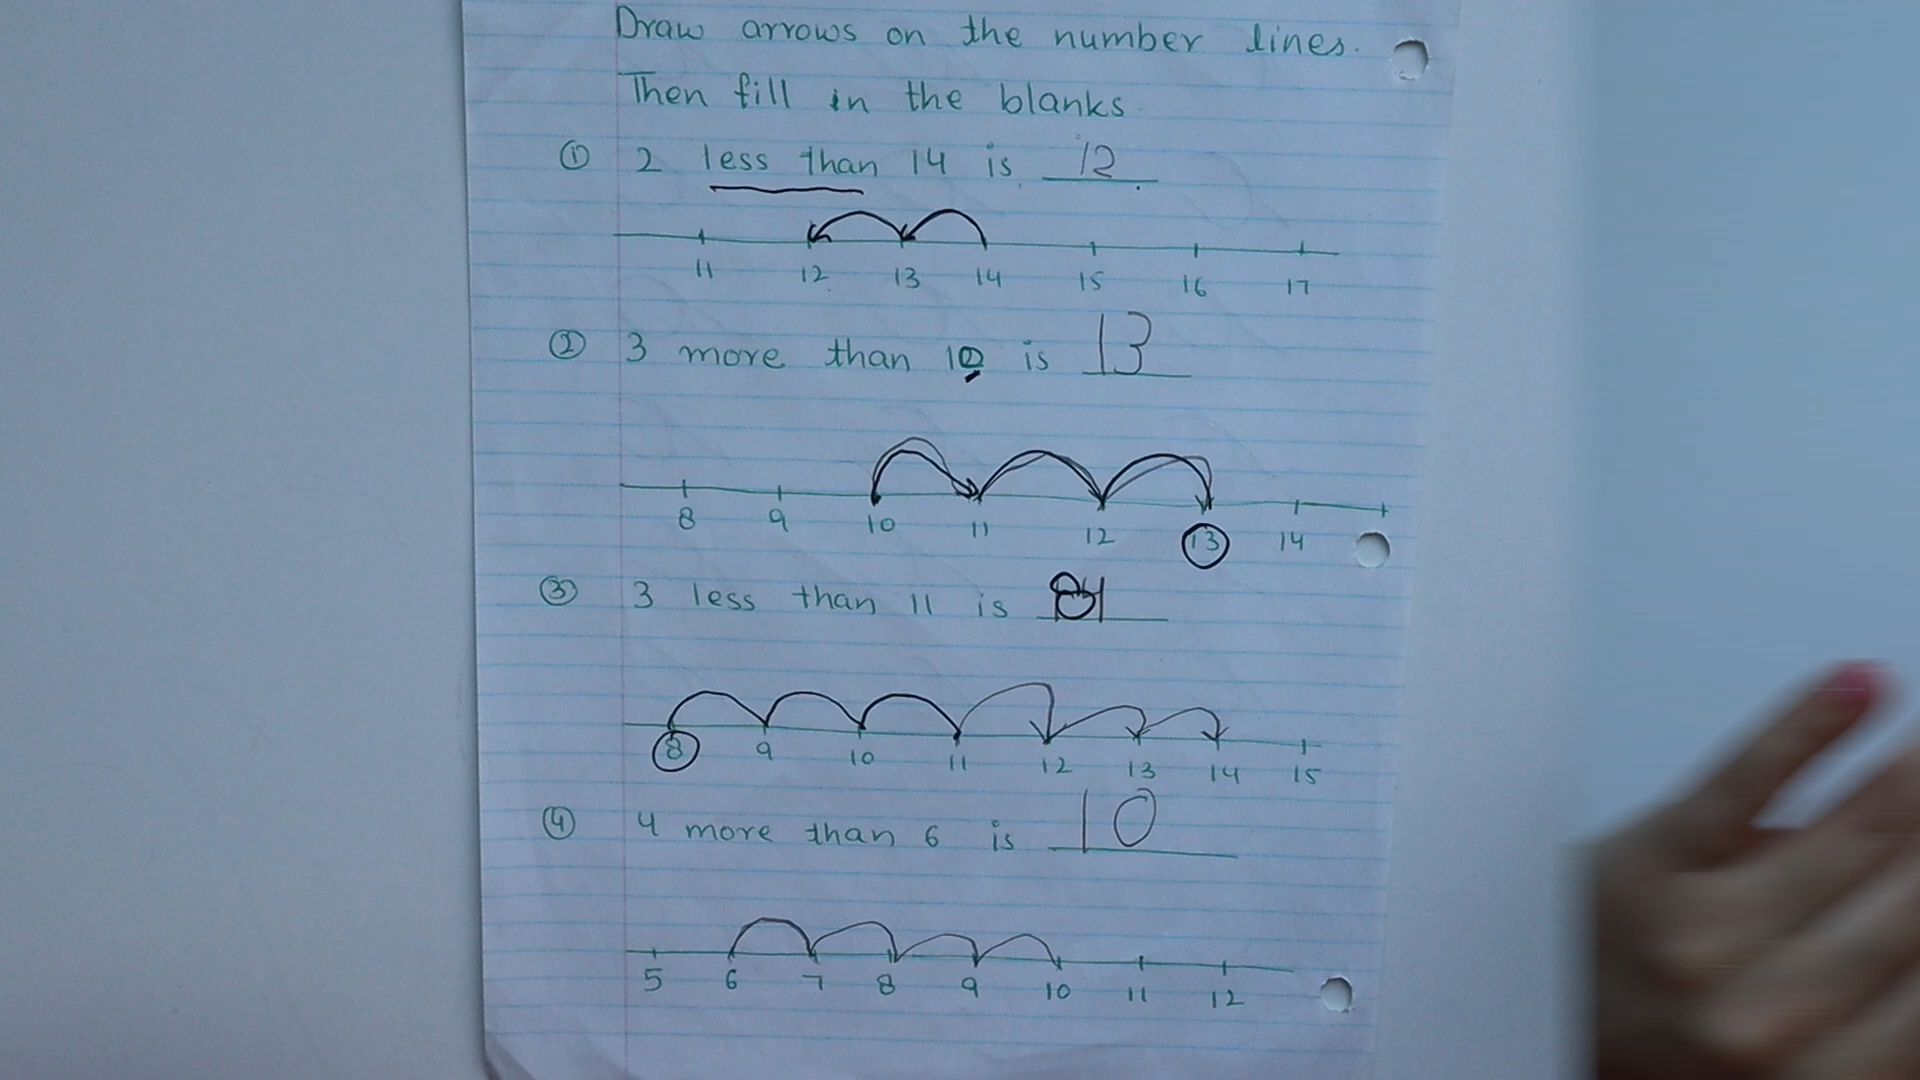 Draw arrows on the number lines.
Then fill in the blanks.
① 2 less than 14 is 12
11 12 13 14 15 16 17
② 3 more than 10 is 13
8 9 10 11 12 13 14
③ 3 less than 11 is
8 9 10 11 12 13 14 15
④ 4 more than 6 is 10
5 6 7 8 9 10 11 12